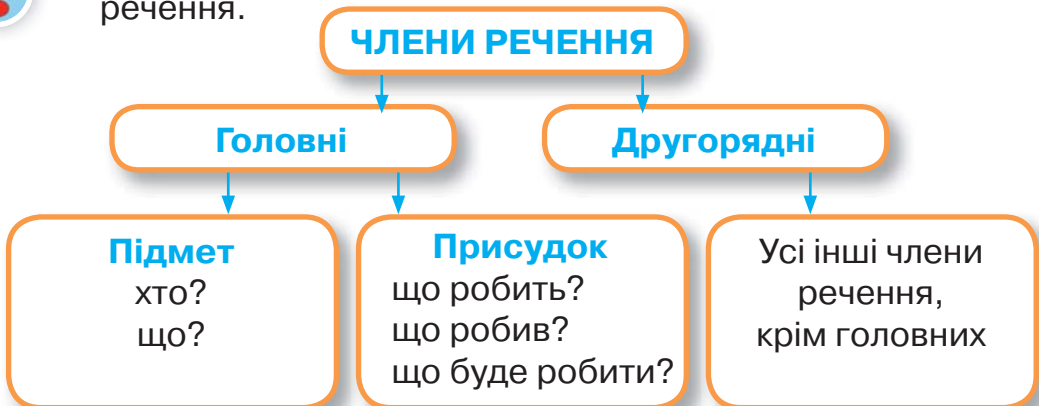 речення.
ЧЛЕНИ РЕЧЕННЯ
Головні
Другорядні
Підмет
хто?
що?
Присудок
що робить?
що робив?
що буде робити?
Усі інші члени
речення,
крім головних